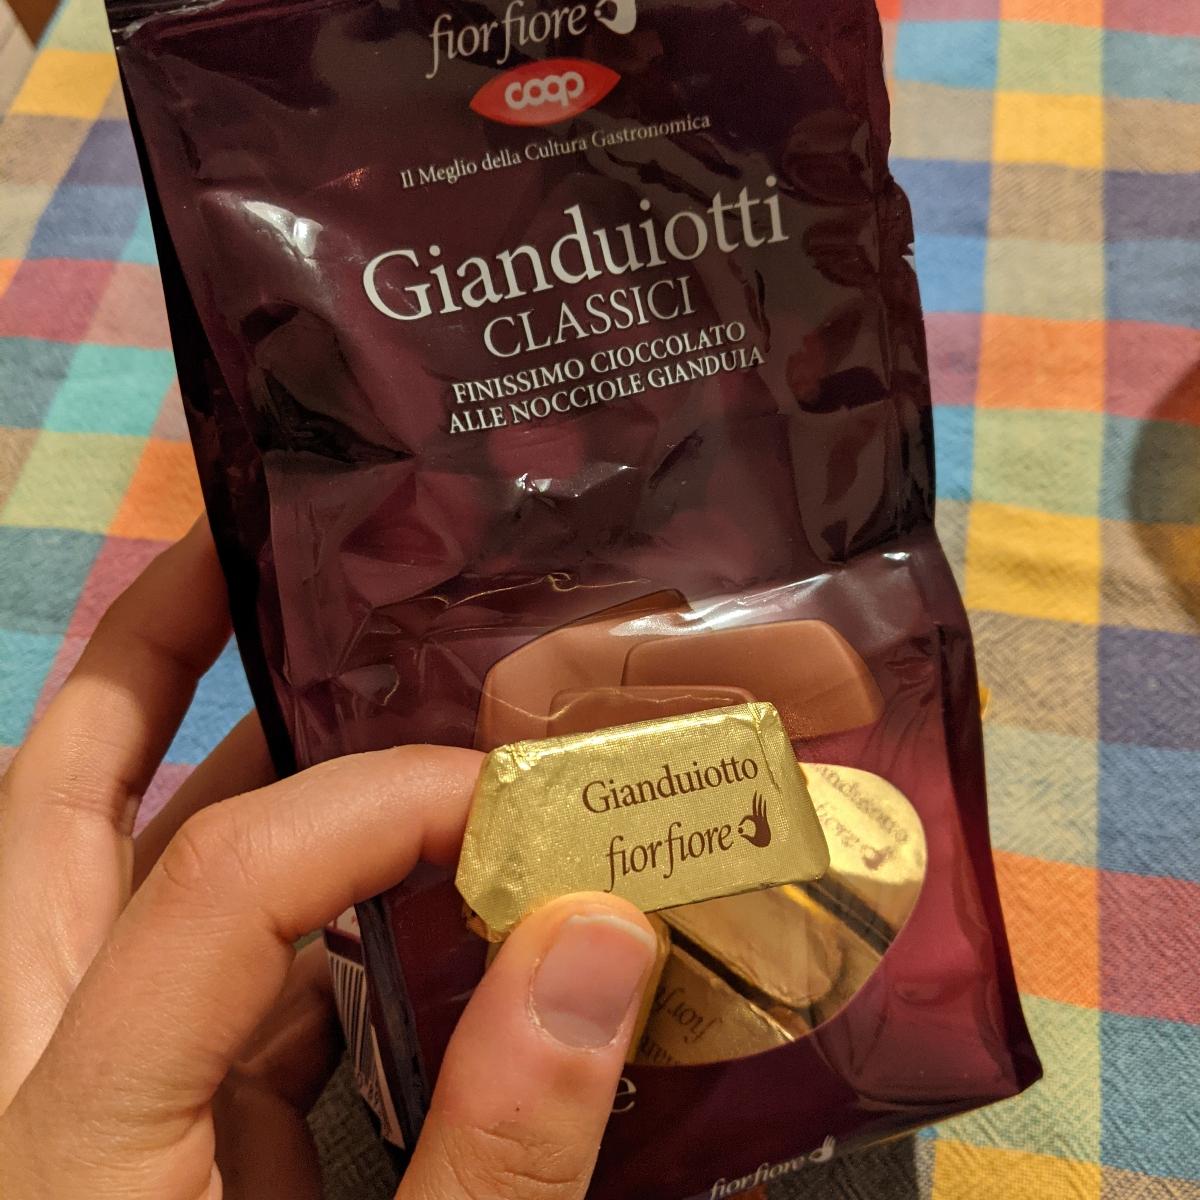 fior fiore
coop
Il Meglio della Cultura Gastronomica
Gianduiotti
CLASSICI
FINISSIMO CIOCCOLATO
ALLE NOCCIOLE GIANDUIA
Gianduiotto
fior fiore
fior fiore